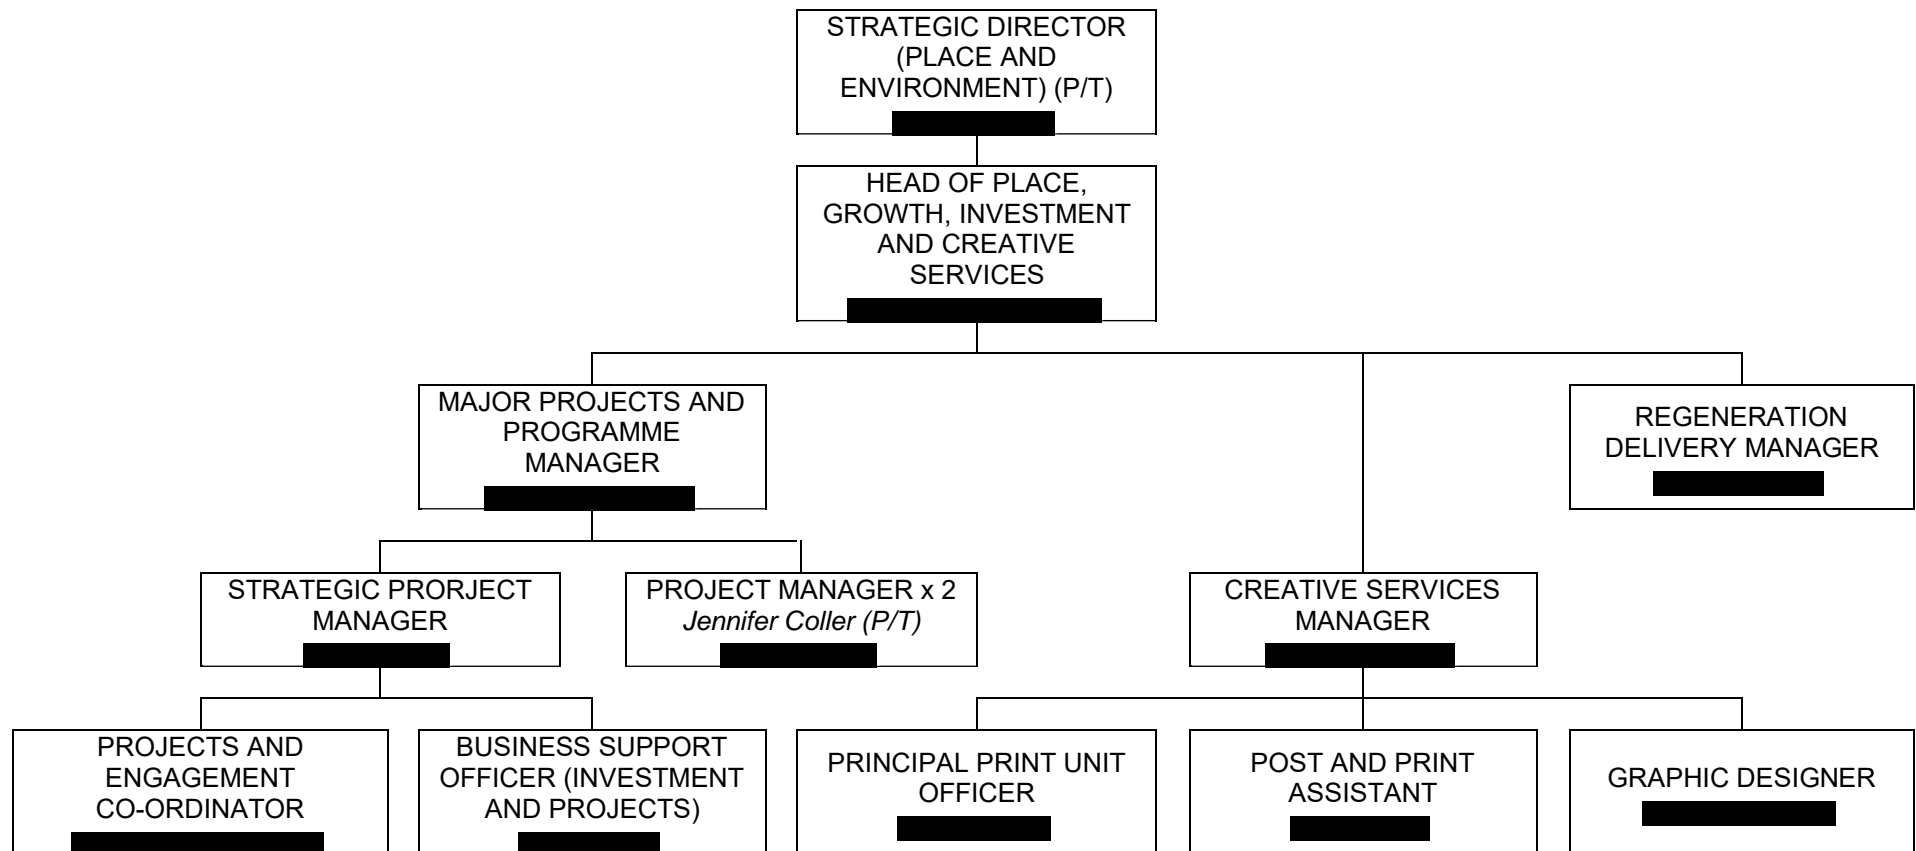 STRATEGIC DIRECTOR
(PLACE AND
ENVIRONMENT) (P/T)
HEAD OF PLACE,
GROWTH, INVESTMENT
AND CREATIVE
SERVICES
MAJOR PROJECTS AND
PROGRAMME
MANAGER
REGENERATION
DELIVERY MANAGER
STRATEGIC PRORJECT
MANAGER
PROJECT MANAGER x 2
Jennifer Coller (P/T)
CREATIVE SERVICES
MANAGER
PROJECTS AND
ENGAGEMENT
CO-ORDINATOR
BUSINESS SUPPORT
OFFICER (INVESTMENT
AND PROJECTS)
PRINCIPAL PRINT UNIT
OFFICER
POST AND PRINT
ASSISTANT
GRAPHIC DESIGNER